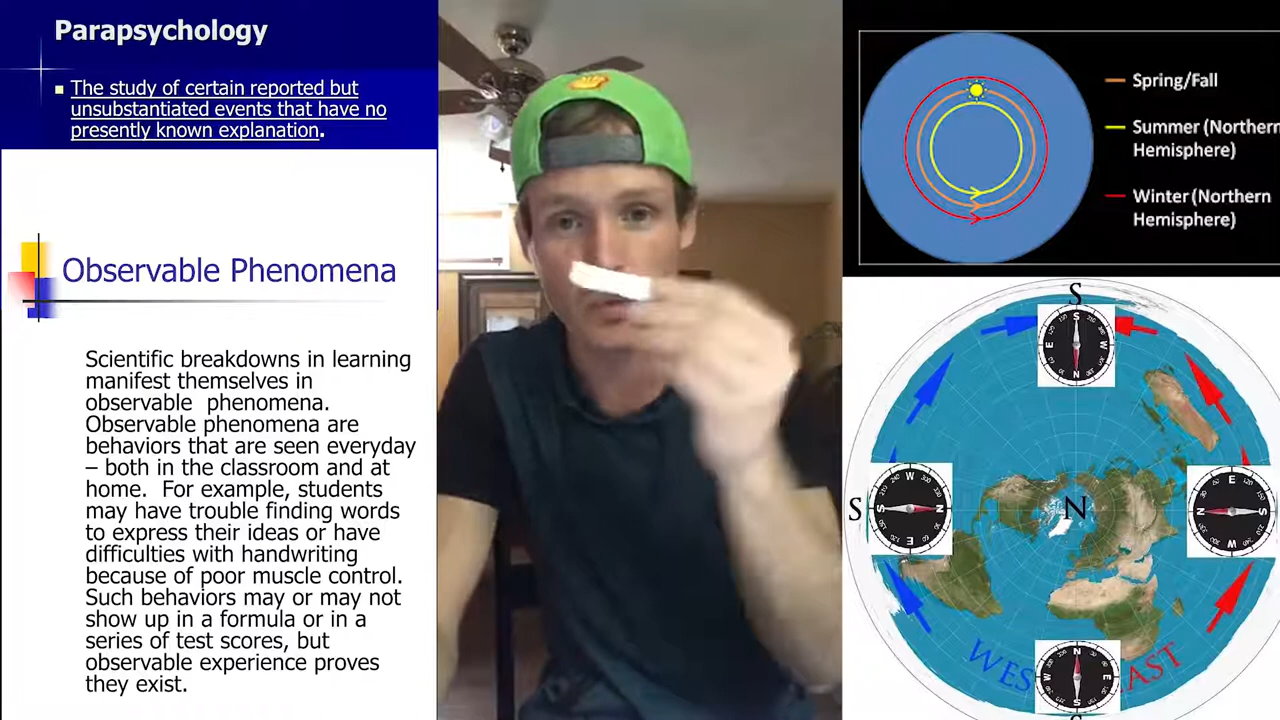 Parapsychology
The study of certain reported but
unsubstantiated events that have no
presently known explanation.
Observable Phenomena
Scientific breakdowns in learning
manifest themselves in
observable phenomena.
Observable phenomena are
behaviors that are seen everyday
– both in the classroom and at
home. For example, students
may have trouble finding words
to express their ideas or have
difficulties with handwriting
because of poor muscle control.
Such behaviors may or may not
show up in a formula or in a
series of test scores, but
observable experience proves
they exist.
Spring/Fall
Summer (Northern
Hemisphere)
Winter (Northern
Hemisphere)
S
S
E
W
N
S
W
S
N
E
N
E
N
S
W
N
W
E
S
WES
AST